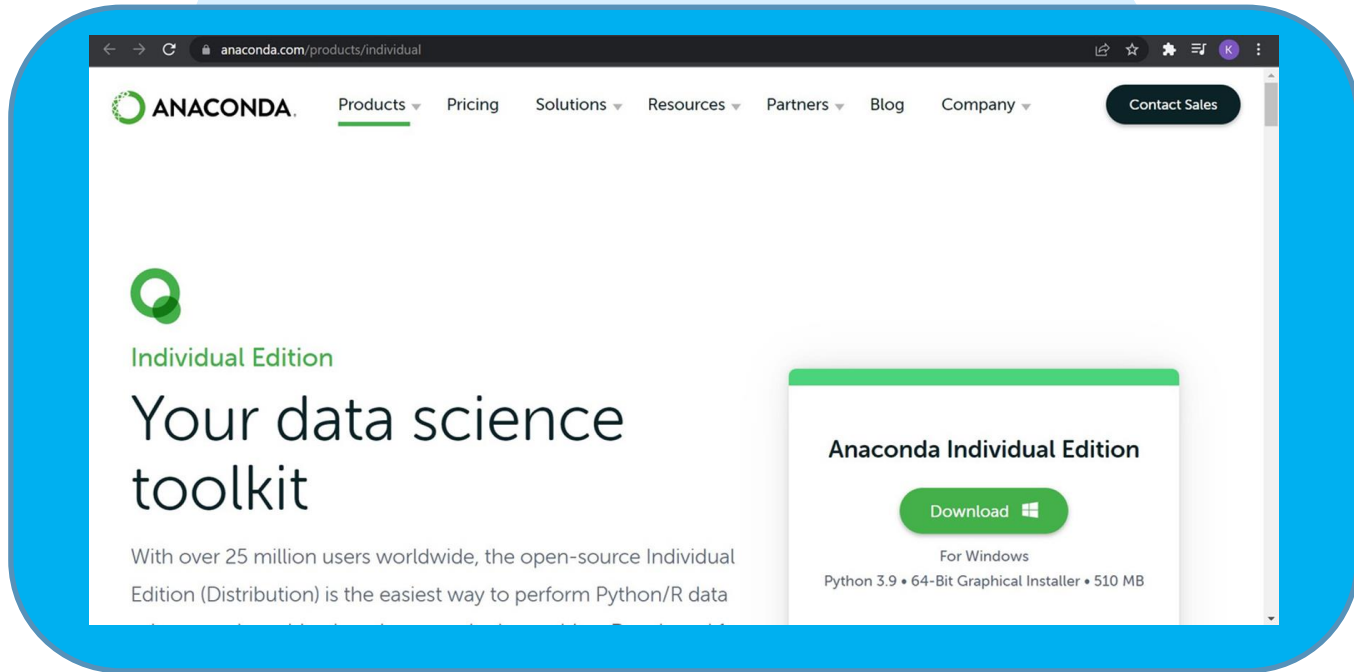 anaconda.com/products/individual
K
ANACONDA.
Products
Pricing
Solutions
Resources
Partners
Blog
Company
Contact Sales
Individual Edition
Your data science
toolkit
With over 25 million users worldwide, the open-source Individual
Edition (Distribution) is the easiest way to perform Python/R data
Anaconda Individual Edition
Download
For Windows
Python 3.9 • 64-Bit Graphical Installer • 510 MB